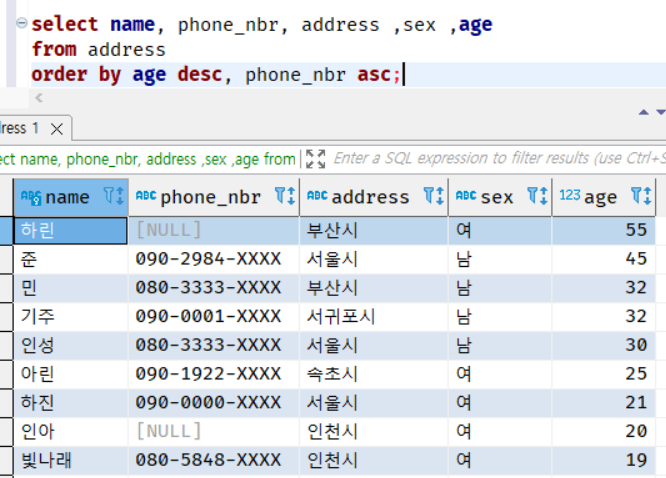 select name, phone_nbr, address ,sex ,age
from address
order by age desc, phone_nbr asc;
ress 1
ect name, phone_nbr, address ,sex ,age from Enter a SQL expression to filter results (use Ctrl+S
ABC name ABC phone_nbr ABC address ABC sex 123 age
하린 [NULL] 부산시 여 55
준 090-2984-XXXX 서울시 남 45
민 080-3333-XXXX 부산시 남 32
기주 090-0001-XXXX 서귀포시 남 32
인성 080-3333-XXXX 서울시 남 30
아린 090-1922-XXXX 속초시 여 25
하진 090-0000-XXXX 서울시 여 21
인아 [NULL] 인천시 여 20
빛나래 080-5848-XXXX 인천시 여 19